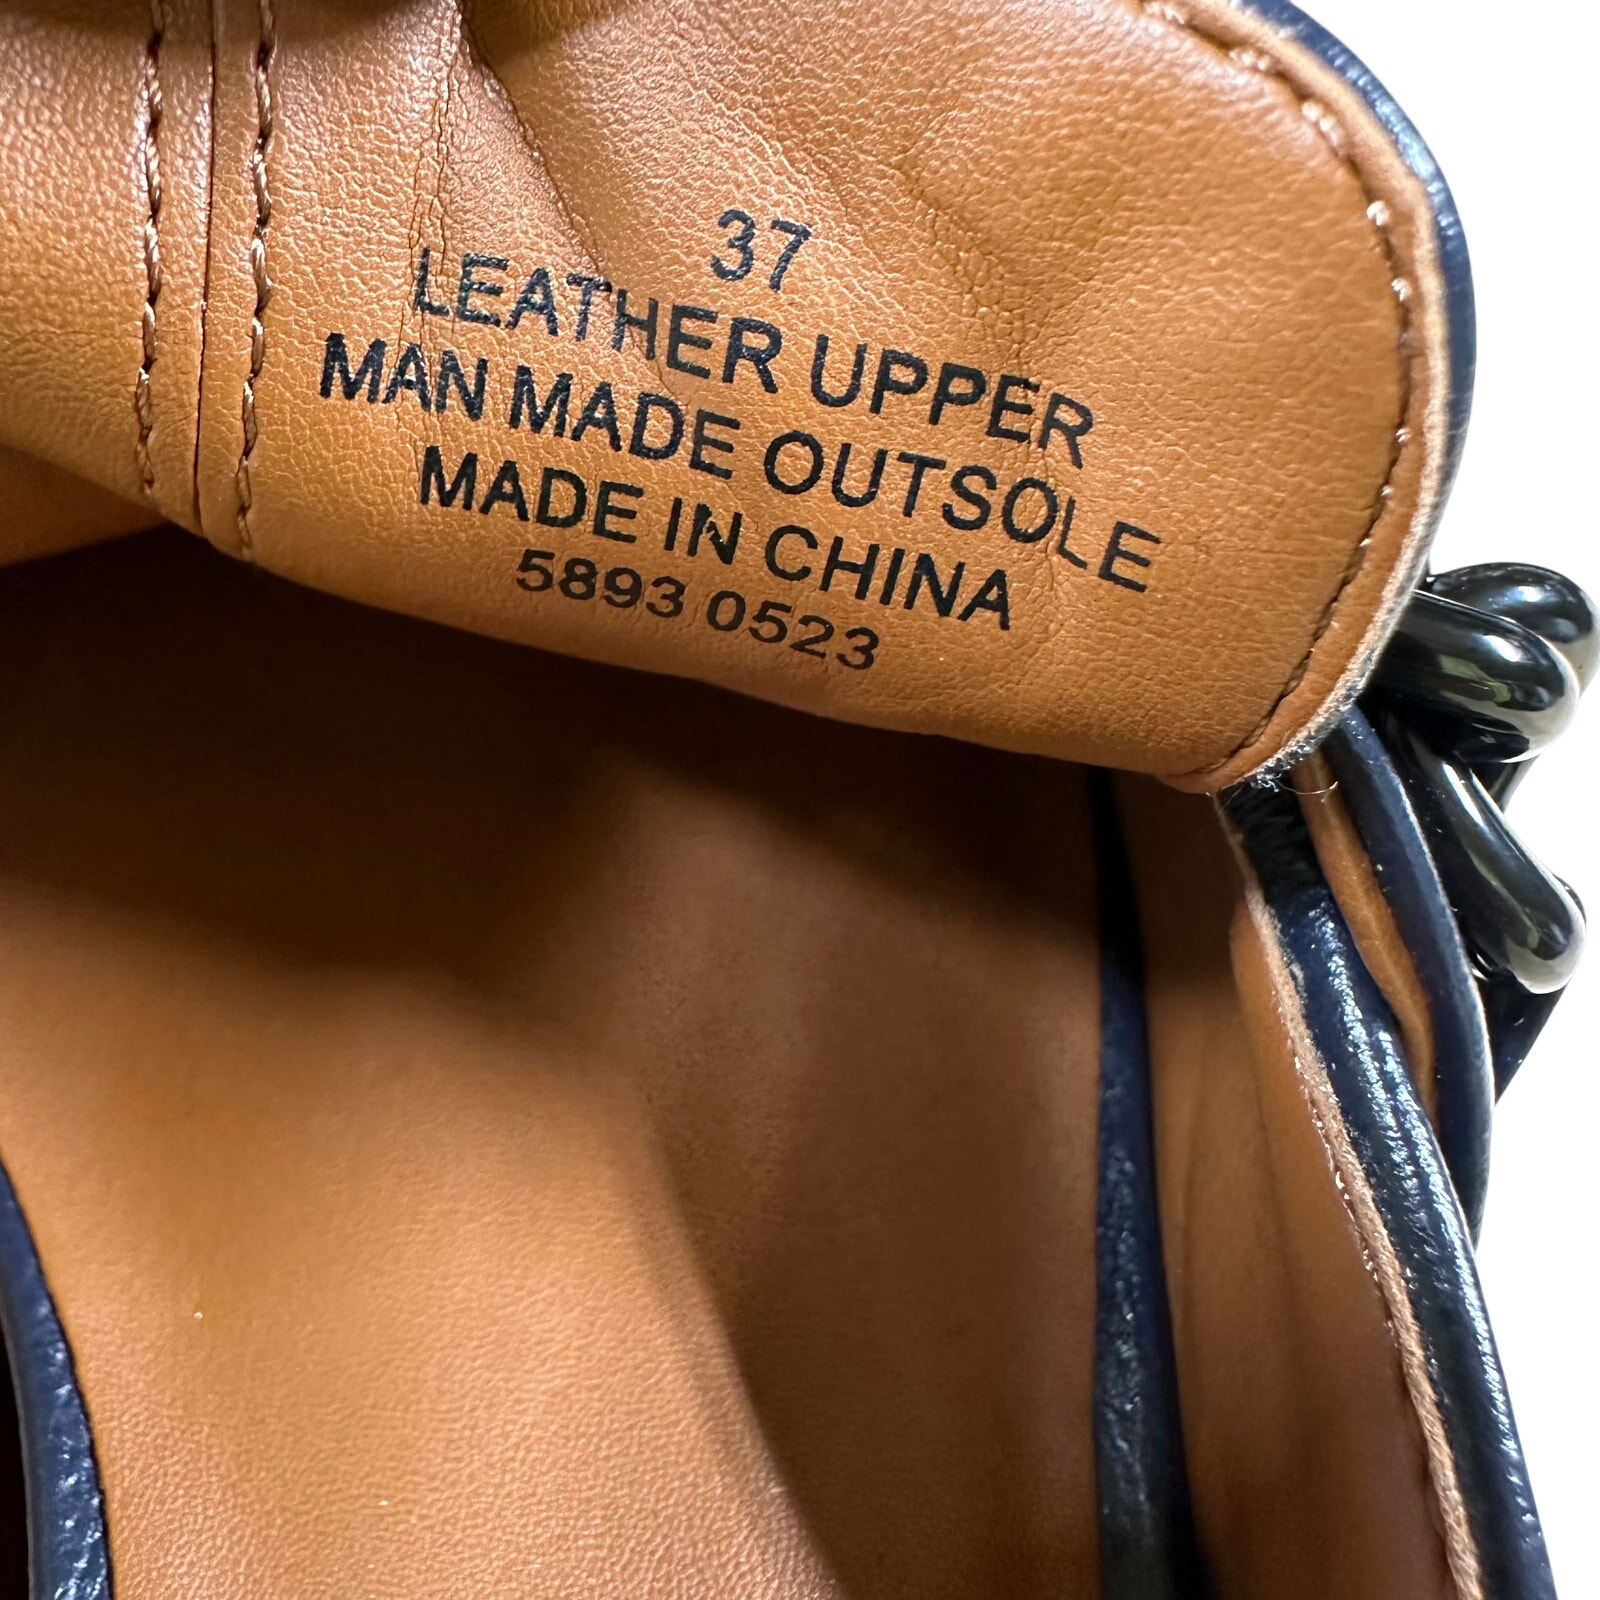 37
LEATHER UPPER
MAN MADE OUTSOLE
MADE IN CHINA
5893 0523